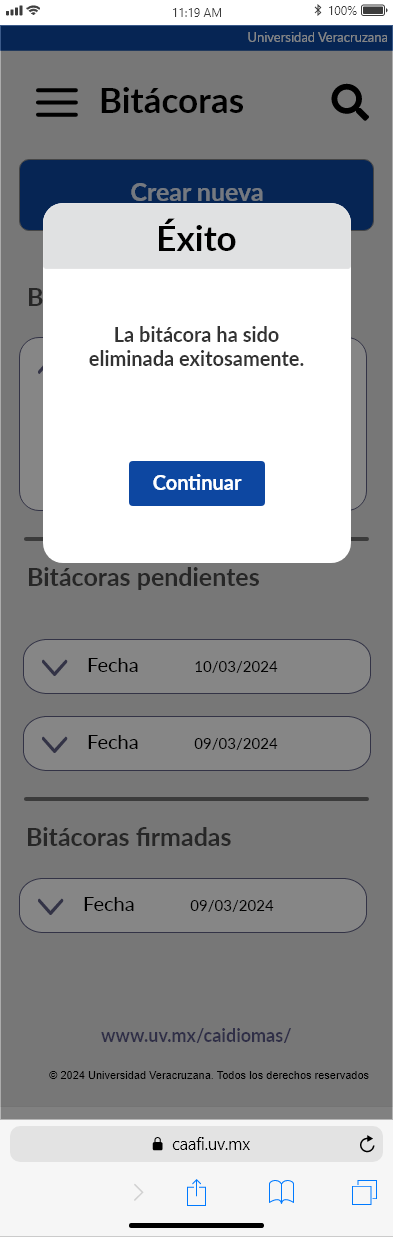 11:19 AM
100%
Universidad Veracruzana
Bitácoras
Crear nueva
Éxito
B
La bitácora ha sido
eliminada exitosamente.
Continuar
Bitácoras pendientes
Fecha 10/03/2024
Fecha 09/03/2024
Bitácoras firmadas
Fecha 09/03/2024
www.uv.mx/caidiomas/
© 2024 Universidad Veracruzana. Todos los derechos reservados
caafi.uv.mx